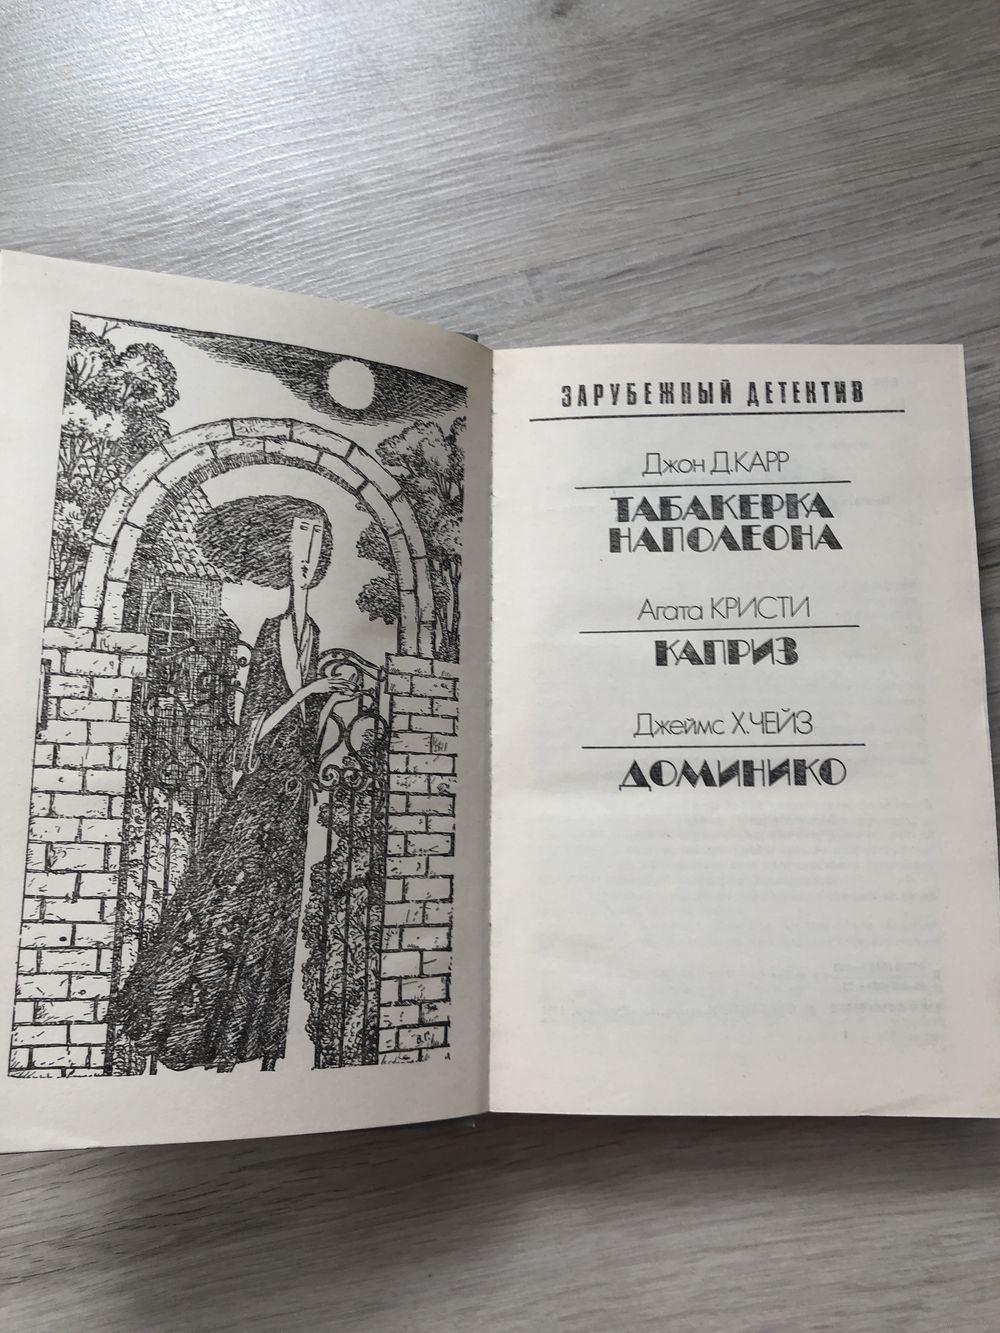 ЗАРУБЕЖНЫЙ ДЕТЕКТИВ
Джон Д.КАРР
ТАБАКЕРКА
НАПОЛЕОНА
Агата КРИСТИ
КАПРИЗ
Джеймс Х.ЧЕЙЗ
ДОМИНИКО